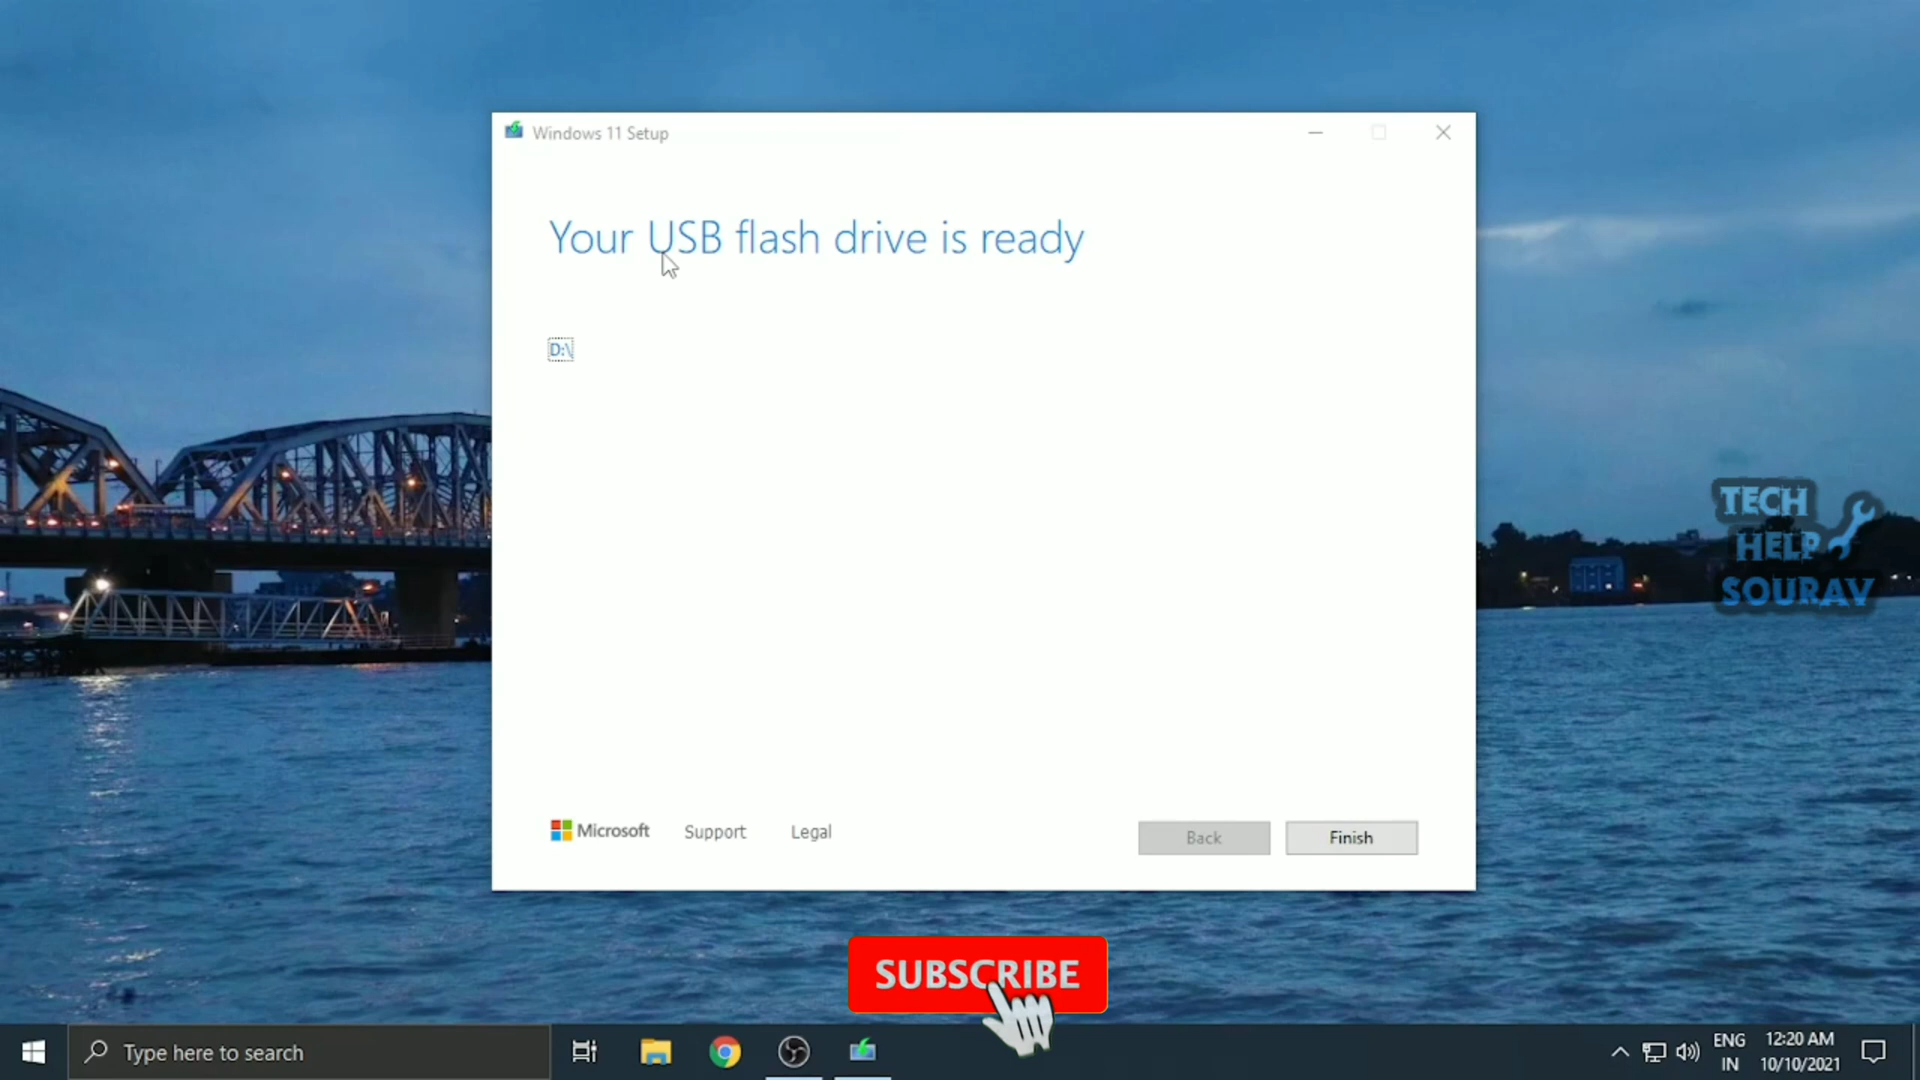 Windows 11 Setup
Your USB flash drive is ready
D:\
Microsoft
Support
Legal
Back
Finish
TECH
HELP
SOURAV
SUBSCRIBE
Type here to search
ENG
IN
12:20 AM
10/10/2021